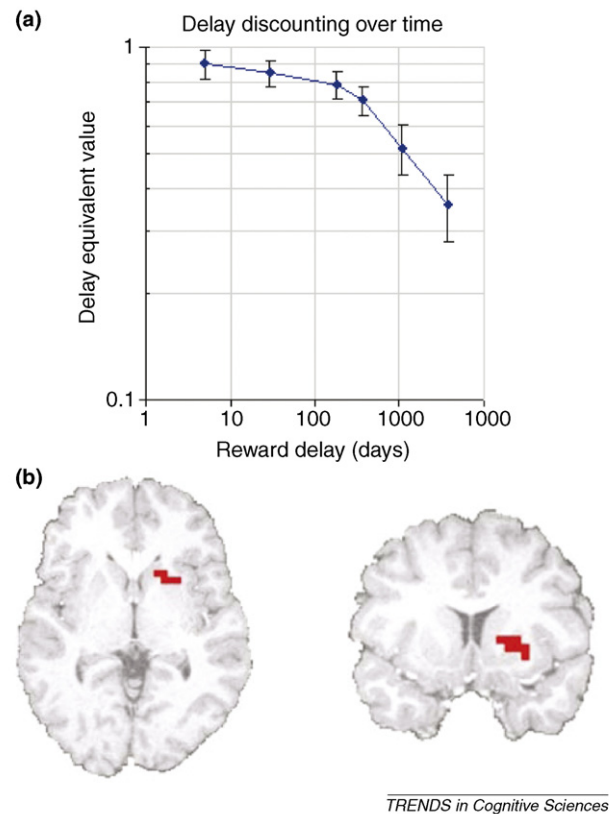 (a)
Delay discounting over time
1
Delay equivalent value
0.1
1 10 100 1000 1000
Reward delay (days)
(b)
TRENDS in Cognitive Sciences